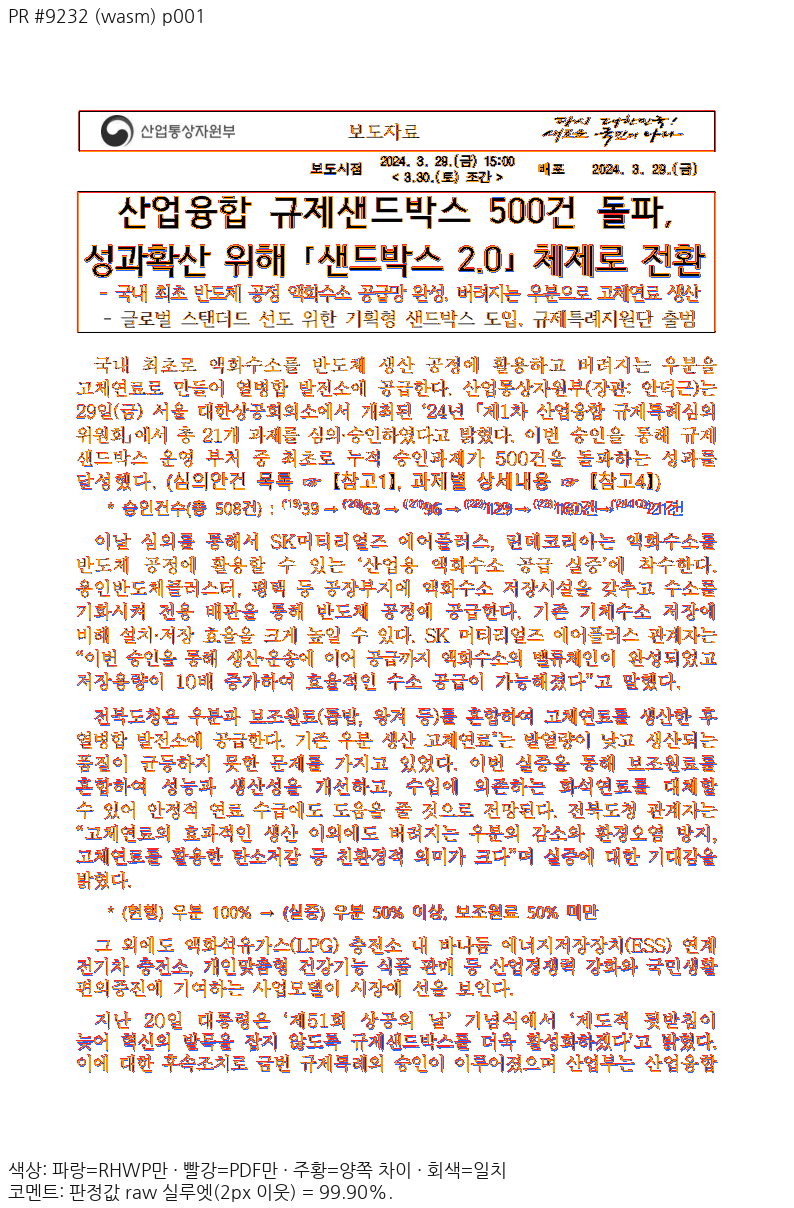 PR #9232 (wasm) p001
산업통상자원부
보도자료
다시 대한민국!
새로운 국민의 나라
보도시점 2024. 3. 29.(금) 15:00 배포 2024. 3. 29.(금)
< 3.30.(토) 조간 >
산업융합 규제샌드박스 500건 돌파,
성과확산 위해 「샌드박스 2.0」 체제로 전환
- 국내 최초 반도체 공정 액화수소 공급망 완성, 버려지는 우분으로 고체연료 생산
- 글로벌 스탠더드 선도 위한 기획형 샌드박스 도입, 규제특례지원단 출범
국내 최초로 액화수소를 반도체 생산 공정에 활용하고 버려지는 우분을
고체연료로 만들어 열병합 발전소에 공급한다. 산업통상자원부(장관: 안덕근)는
29일(금) 서울 대한상공회의소에서 개최된 '24년 「제1차 산업융합 규제특례심의
위원회」에서 총 21개 과제를 심의·승인하였다고 밝혔다. 이번 승인을 통해 규제
샌드박스 운영 부처 중 최초로 누적 승인과제가 500건을 돌파하는 성과를
달성했다. (심의안건 목록 ☞ 【참고1】, 과제별 상세내용 ☞ 【참고4】)
* 승인건수(총 508건) : ('19)39 → ('20)63 → ('21)96 → ('22)129 → ('23)160건 → ('24.1Q)21건
이날 심의를 통해서 SK머티리얼즈 에어플러스, 린데코리아는 액화수소를
반도체 공정에 활용할 수 있는 ‘산업용 액화수소 공급 실증’에 착수한다.
용인반도체클러스터, 평택 등 공장부지에 액화수소 저장시설을 갖추고 수소를
기화시켜 전용 배관을 통해 반도체 공정에 공급한다. 기존 기체수소 저장에
비해 설치·저장 효율을 크게 높일 수 있다. SK 머티리얼즈 에어플러스 관계자는
“이번 승인을 통해 생산·운송에 이어 공급까지 액화수소의 밸류체인이 완성되었고
저장용량이 10배 증가하여 효율적인 수소 공급이 가능해졌다”고 말했다.
전북도청은 우분과 보조원료(톱밥, 왕겨 등)를 혼합하여 고체연료를 생산한 후
열병합 발전소에 공급한다. 기존 우분 생산 고체연료*는 발열량이 낮고 생산되는
품질이 균등하지 못한 문제를 가지고 있었다. 이번 실증을 통해 보조원료를
혼합하여 성능과 생산성을 개선하고, 수입에 의존하는 화석연료를 대체할
수 있어 안정적 연료 수급에도 도움을 줄 것으로 전망된다. 전북도청 관계자는
“고체연료의 효과적인 생산 이외에도 버려지는 우분의 감소와 환경오염 방지,
고체연료를 활용한 탄소저감 등 친환경적 의미가 크다”며 실증에 대한 기대감을
밝혔다.
* (현행) 우분 100% → (실증) 우분 50% 이상, 보조원료 50% 미만
그 외에도 액화석유가스(LPG) 충전소 내 바나듐 에너지저장장치(ESS) 연계
전기차 충전소, 개인맞춤형 건강기능 식품 판매 등 산업경쟁력 강화와 국민생활
편의증진에 기여하는 사업모델이 시장에 선을 보인다.
지난 20일 대통령은 ‘제51회 상공의 날’ 기념식에서 ‘제도적 뒷받침이
늦어 혁신의 발목을 잡지 않도록 규제샌드박스를 더욱 활성화하겠다’고 밝혔다.
이에 대한 후속조치로 금번 규제특례의 승인이 이루어졌으며 산업부는 산업융합
색상: 파랑=RHWP만 · 빨강=PDF만 · 주황=양쪽 차이 · 회색=일치
코멘트: 판정값 raw 실루엣(2px 이웃) = 99.90%.